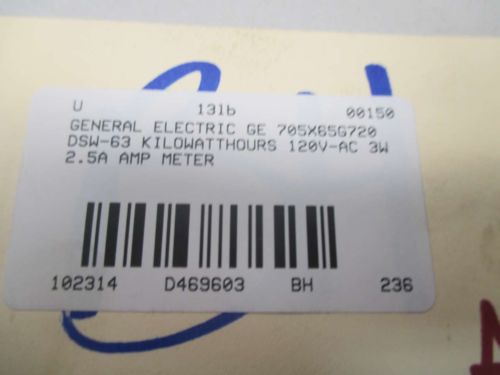 U 13lb 00150
GENERAL ELECTRIC GE 705X65G720
DSW-63 KILOWATTHOURS 120V-AC 3W
2.5A AMP METER
102314 D469603 BH 236